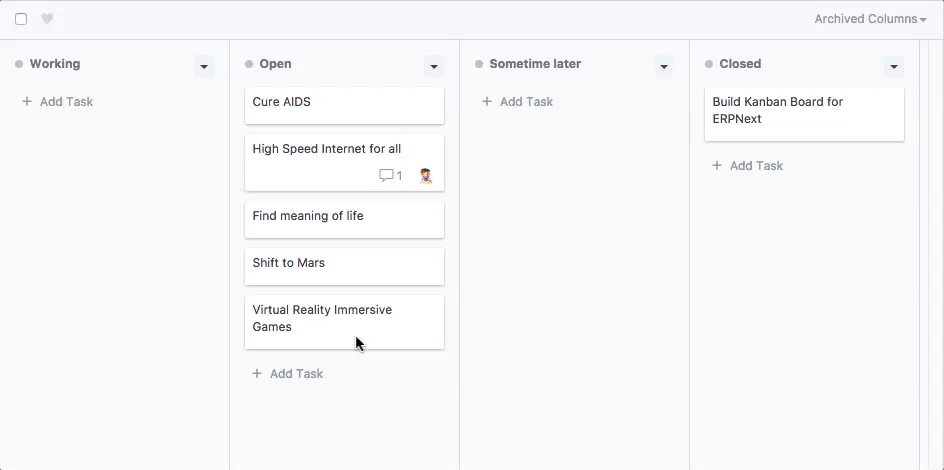 Archived Columns
Working
+ Add Task
Open
Cure AIDS
High Speed Internet for all
1
Find meaning of life
Shift to Mars
Virtual Reality Immersive
Games
+ Add Task
Sometime later
+ Add Task
Closed
Build Kanban Board for
ERPNext
+ Add Task